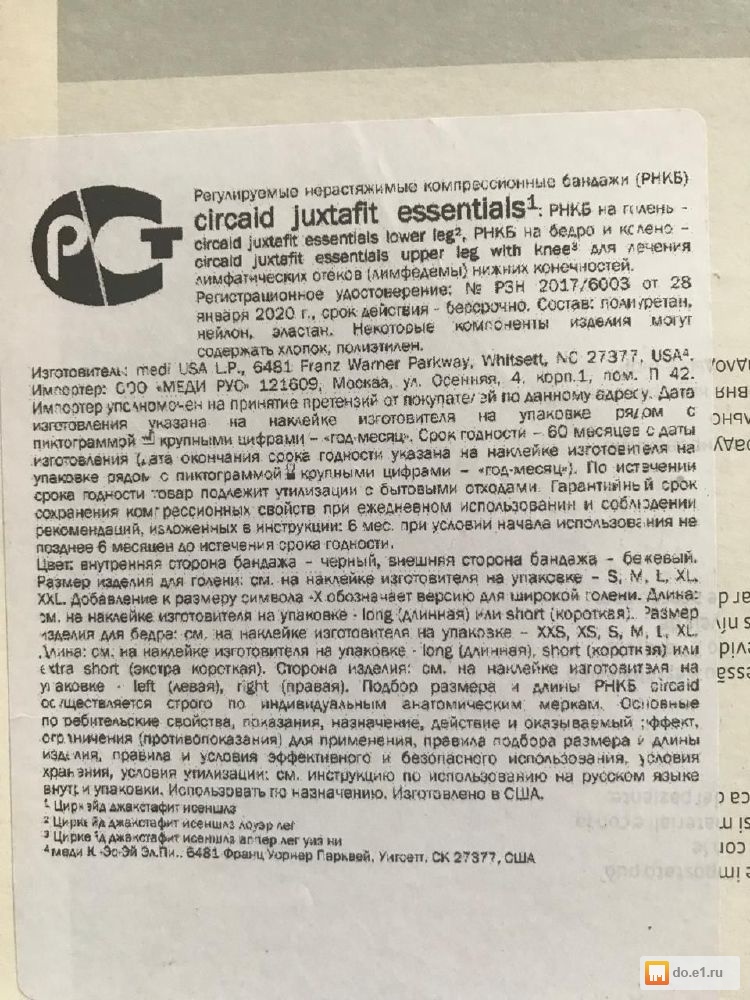 РСТ
Регулируемые нерастяжимые компрессионные бандажи (РНКБ)
circaid juxtafit essentials¹: РНКБ на голень -
circaid juxtafit essentials lower leg², РНКБ на бедро и колено –
circaid juxtafit essentials upper leg with knee³ для лечения
лимфатических отеков (лимфедемы) нижних конечностей.
Регистрационное удостоверение: № РЗН 2017/6003 от 28
января 2020 г., срок действия - бессрочно. Состав: полиуретан,
нейлон, эластан. Некоторые компоненты изделия могут
содержать хлопок, полиэтилен.
Изготовитель: medi USA L.P., 6481 Franz Warner Parkway, Whitsett, NC 27377, USA⁴.
Импортер: ООО «МЕДИ РУС» 121609, Москва, ул. Осенняя, 4, корп.1, пом. П 42.
Импортер уполномочен на принятие претензий от покупателей по данному адресу. Дата
изготовления указана на наклейке изготовителя на упаковке рядом с
пиктограммой крупными цифрами – «год-месяц». Срок годности – 60 месяцев с даты
изготовления (дата окончания срока годности указана на наклейке изготовителя на
упаковке рядом с пиктограммой крупными цифрами – «год-месяц»). По истечении
срока годности товар подлежит утилизации с бытовыми отходами. Гарантийный срок
сохранения компрессионных свойств при ежедневном использовании и соблюдении
рекомендаций, изложенных в инструкции: 6 мес. при условии начала использования не
позднее 6 месяцев до истечения срока годности.
Цвет: внутренняя сторона бандажа – черный, внешняя сторона бандажа – бежевый.
Размер изделия для голени: см. на наклейке изготовителя на упаковке – S, M, L, XL,
XXL. Добавление к размеру символа -X обозначает версию для широкой голени. Длина:
см. на наклейке изготовителя на упаковке - long (длинная) или short (короткая). Размер
изделия для бедра: см. на наклейке изготовителя на упаковке – XXS, XS, S, M, L, XL.
Длина: см. на наклейке изготовителя на упаковке - long (длинная), short (короткая) или
extra short (экстра короткая). Сторона изделия: см. на наклейке изготовителя на
упаковке - left (левая), right (правая). Подбор размера и длины РНКБ circaid
осуществляется строго по индивидуальным анатомическим меркам. Основные
потребительские свойства, показания, назначение, действие и оказываемый эффект,
ограничения (противопоказания) для применения, правила подбора размера и длины
изделия, правила и условия эффективного и безопасного использования, условия
хранения, условия утилизации: см. инструкцию по использованию на русском языке
внутри упаковки. Использовать по назначению. Изготовлено в США.
¹ Циркейд джакстафит исеншлз
² Циркейд джакстафит исеншлз лоуэр лег
³ Циркейд джакстафит исеншлз аппер лег уиз ни
⁴ меди Ю-Эс-Эй Эл.Пи., 6481 Франц Уорнер Парквей, Уитсетт, СК 27377, США
do.e1.ru